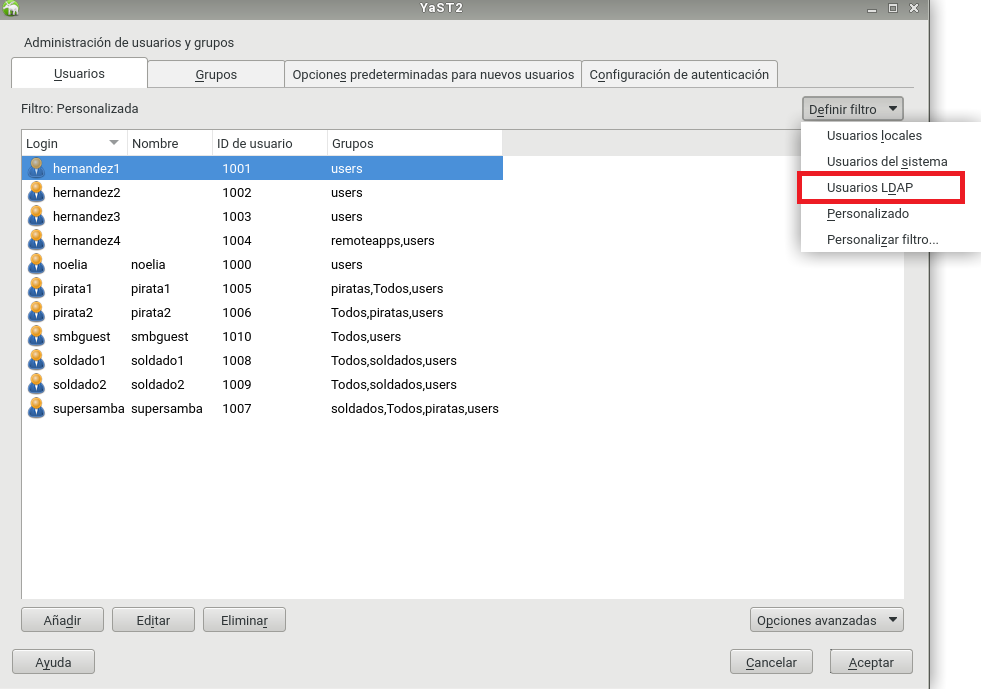 YaST2
Administración de usuarios y grupos
Usuarios Grupos Opciones predeterminadas para nuevos usuarios Configuración de autenticación
Filtro: Personalizada Definir filtro
Usuarios locales
Usuarios del sistema
Usuarios LDAP
Personalizado
Personalizar filtro...
Login Nombre ID de usuario Grupos
hernandez1 1001 users
hernandez2 1002 users
hernandez3 1003 users
hernandez4 1004 remoteapps,users
noelia noelia 1000 users
pirata1 pirata1 1005 piratas,Todos,users
pirata2 pirata2 1006 Todos,piratas,users
smbguest smbguest 1010 Todos,users
soldado1 soldado1 1008 Todos,soldados,users
soldado2 soldado2 1009 Todos,soldados,users
supersamba supersamba 1007 soldados,Todos,piratas,users
Añadir Editar Eliminar Opciones avanzadas
Ayuda Cancelar Aceptar